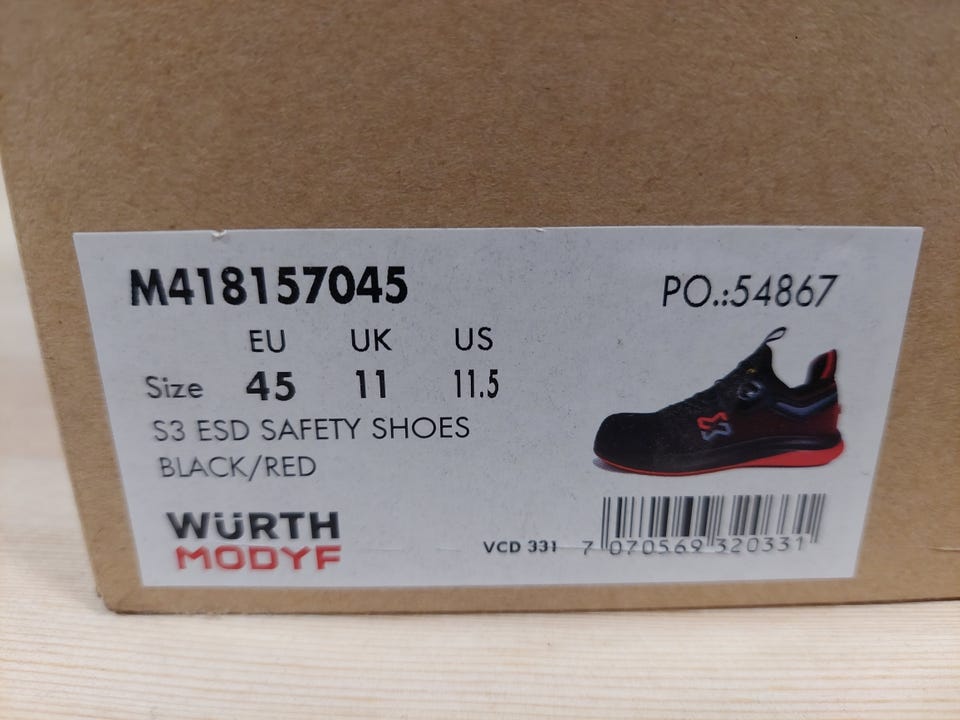 M418157045
PO.:54867
EU UK US
Size 45 11 11.5
S3 ESD SAFETY SHOES
BLACK/RED
WÜRTH
MODYF
VCD 331 7 070569 320331